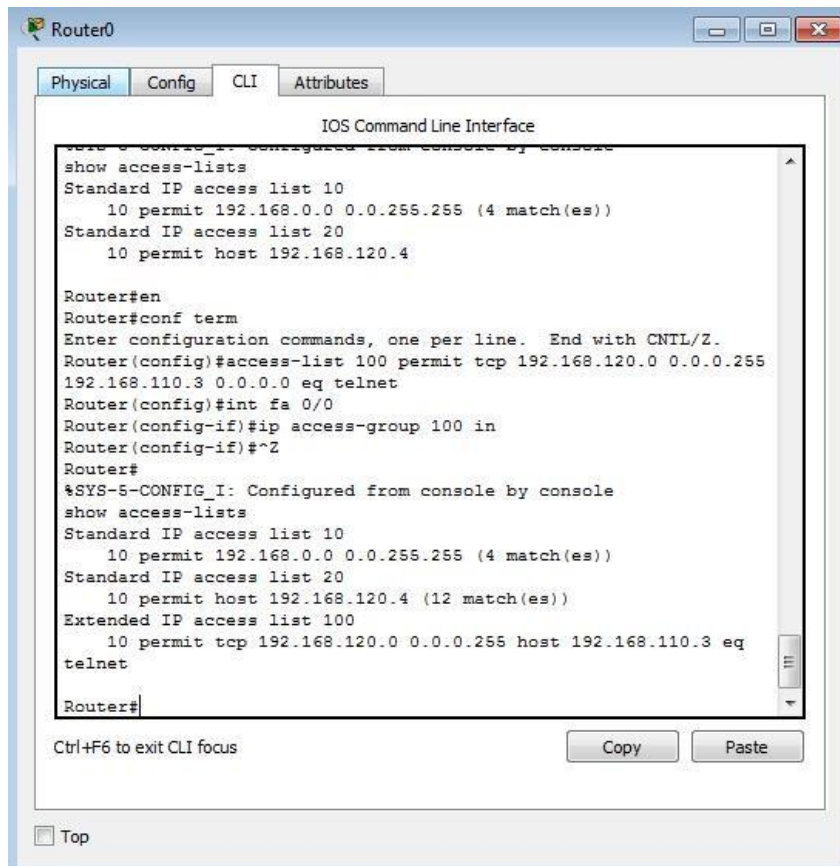 Router0
Physical Config CLI Attributes
IOS Command Line Interface
%SYS-5-CONFIG_I: Configured from console by console
show access-lists
Standard IP access list 10
10 permit 192.168.0.0 0.0.255.255 (4 match(es))
Standard IP access list 20
10 permit host 192.168.120.4
Router#en
Router#conf term
Enter configuration commands, one per line.  End with CNTL/Z.
Router(config)#access-list 100 permit tcp 192.168.120.0 0.0.0.255
192.168.110.3 0.0.0.0 eq telnet
Router(config)#int fa 0/0
Router(config-if)#ip access-group 100 in
Router(config-if)#^Z
Router#
%SYS-5-CONFIG_I: Configured from console by console
show access-lists
Standard IP access list 10
10 permit 192.168.0.0 0.0.255.255 (4 match(es))
Standard IP access list 20
10 permit host 192.168.120.4 (12 match(es))
Extended IP access list 100
10 permit tcp 192.168.120.0 0.0.0.255 host 192.168.110.3 eq
telnet
Router#
Ctrl+F6 to exit CLI focus
Copy Paste
Top